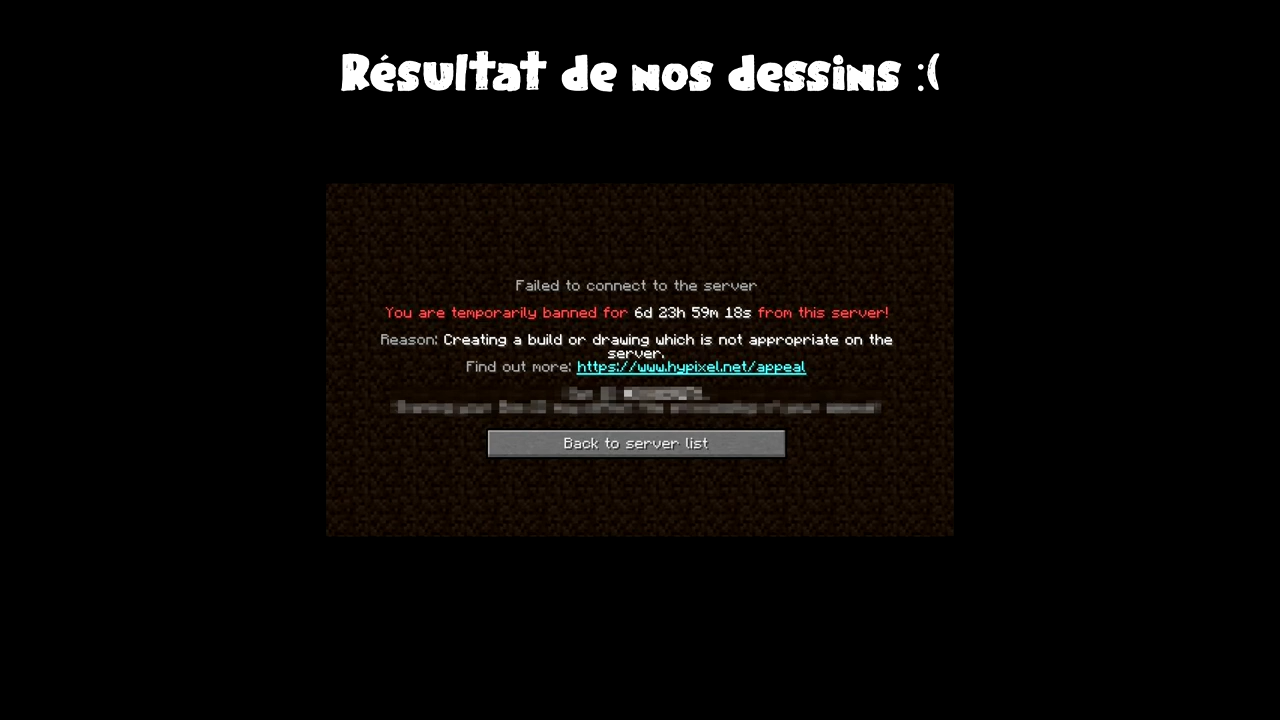 Résultat de nos dessins :(
Failed to connect to the server
You are temporarily banned for 6d 23h 59m 18s from this server!
Reason: Creating a build or drawing which is not appropriate on the
server.
Find out more: https://www.hypixel.net/appeal
Back to server list